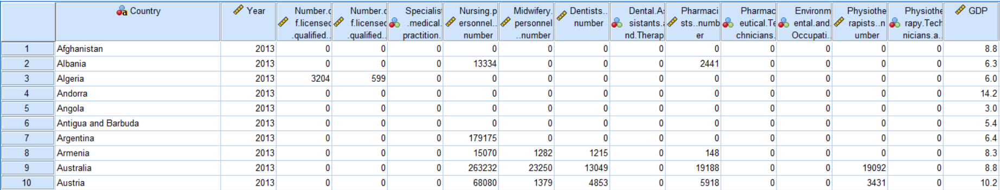 Country Year Number.o f.licensed .qualified.. Number.o f.licensed .qualified.. Specialist .medical. practition. Nursing.p ersonnel.. number Midwifery. personnel ..number Dentists.. number Dental.As sistants.a nd.Therap Pharmaci sts..numb er Pharmac eutical.Te chnicians. Environm ental.and. Occupati.. Physiothe rapists..n umber Physiothe rapy.Tech nicians.a.. GDP
1 Afghanistan 2013 0 0 0 0 0 0 0 0 0 0 0 0 8.8
2 Albania 2013 0 0 0 13334 0 0 0 2441 0 0 0 0 6.3
3 Algeria 2013 3204 599 0 0 0 0 0 0 0 0 0 0 6.0
4 Andorra 2013 0 0 0 0 0 0 0 0 0 0 0 0 14.2
5 Angola 2013 0 0 0 0 0 0 0 0 0 0 0 0 3.0
6 Antigua and Barbuda 2013 0 0 0 0 0 0 0 0 0 0 0 0 5.4
7 Argentina 2013 0 0 0 179175 0 0 0 0 0 0 0 0 6.4
8 Armenia 2013 0 0 0 15070 1282 1215 0 148 0 0 0 0 8.3
9 Australia 2013 0 0 0 263232 23250 13049 0 19188 0 0 19092 0 8.8
10 Austria 2013 0 0 0 68080 1379 4853 0 5918 0 0 3431 0 10.2